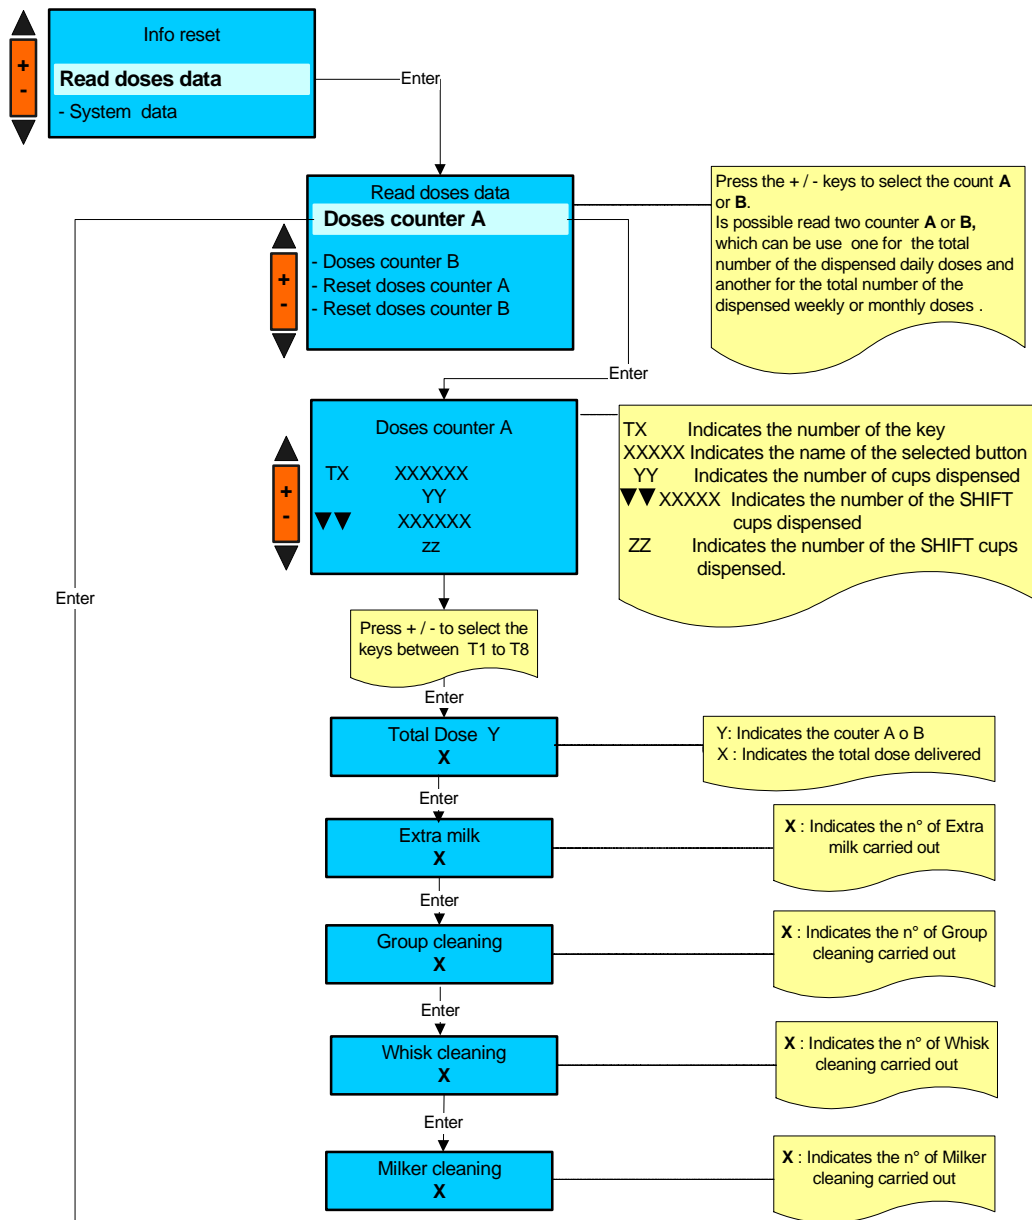 Info reset
+
-
Read doses data
- System data
Enter
Read doses data
Doses counter A
- Doses counter B
- Reset doses counter A
- Reset doses counter B
+
-
Press the + / - keys to select the count A
or B.
Is possible read two counter A or B,
which can be use one for the total
number of the dispensed daily doses and
another for the total number of the
dispensed weekly or monthly doses .
Enter
Doses counter A
TX XXXXXX
YY
▼▼ XXXXXX
zz
+
-
TX Indicates the number of the key
XXXXX Indicates the name of the selected button
YY Indicates the number of cups dispensed
▼▼ XXXXX Indicates the number of the SHIFT
cups dispensed
ZZ Indicates the number of the SHIFT cups
dispensed.
Enter
Press + / - to select the
keys between T1 to T8
Enter
Total Dose Y
X
Y: Indicates the couter A o B
X : Indicates the total dose delivered
Enter
Extra milk
X
X : Indicates the n° of Extra
milk carried out
Enter
Group cleaning
X
X : Indicates the n° of Group
cleaning carried out
Enter
Whisk cleaning
X
X : Indicates the n° of Whisk
cleaning carried out
Enter
Milker cleaning
X
X : Indicates the n° of Milker
cleaning carried out